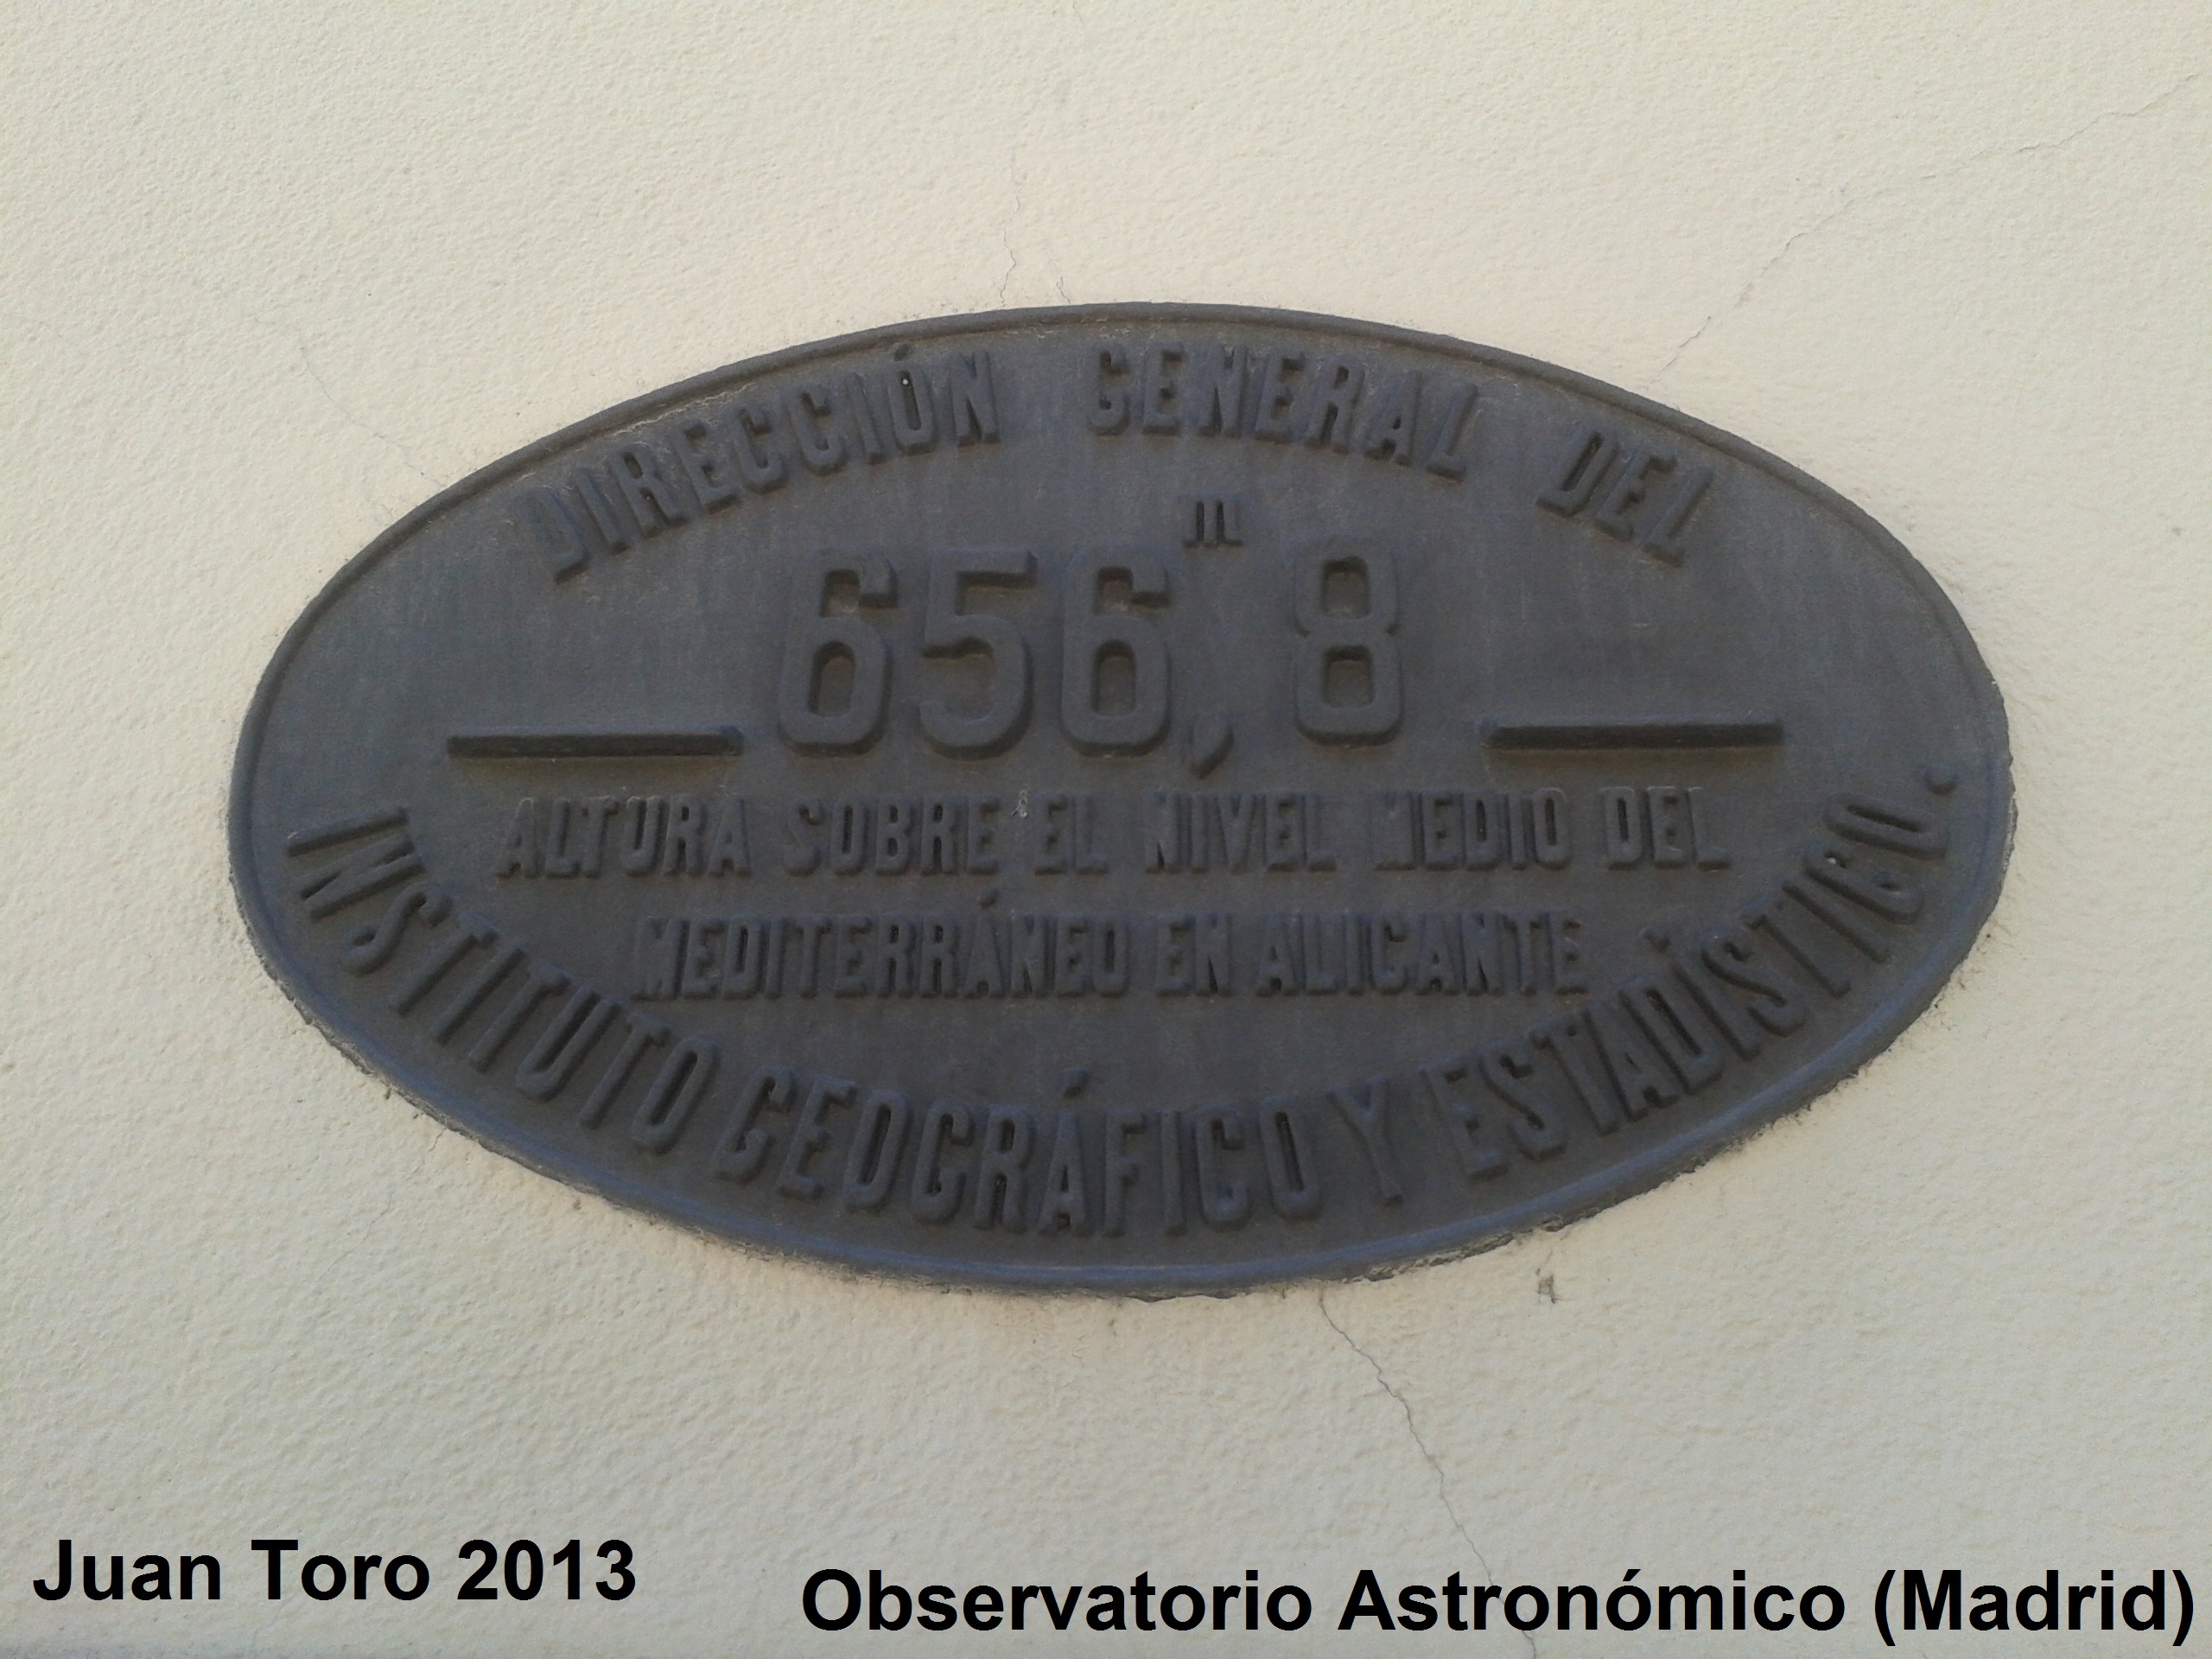 DIRECCIÓN GENERAL DEL
656,m8
ALTURA SOBRE EL NIVEL MEDIO DEL
MEDITERRÁNEO EN ALICANTE
INSTITUTO GEOGRÁFICO Y ESTADÍSTICO.
Juan Toro 2013
Observatorio Astronómico (Madrid)